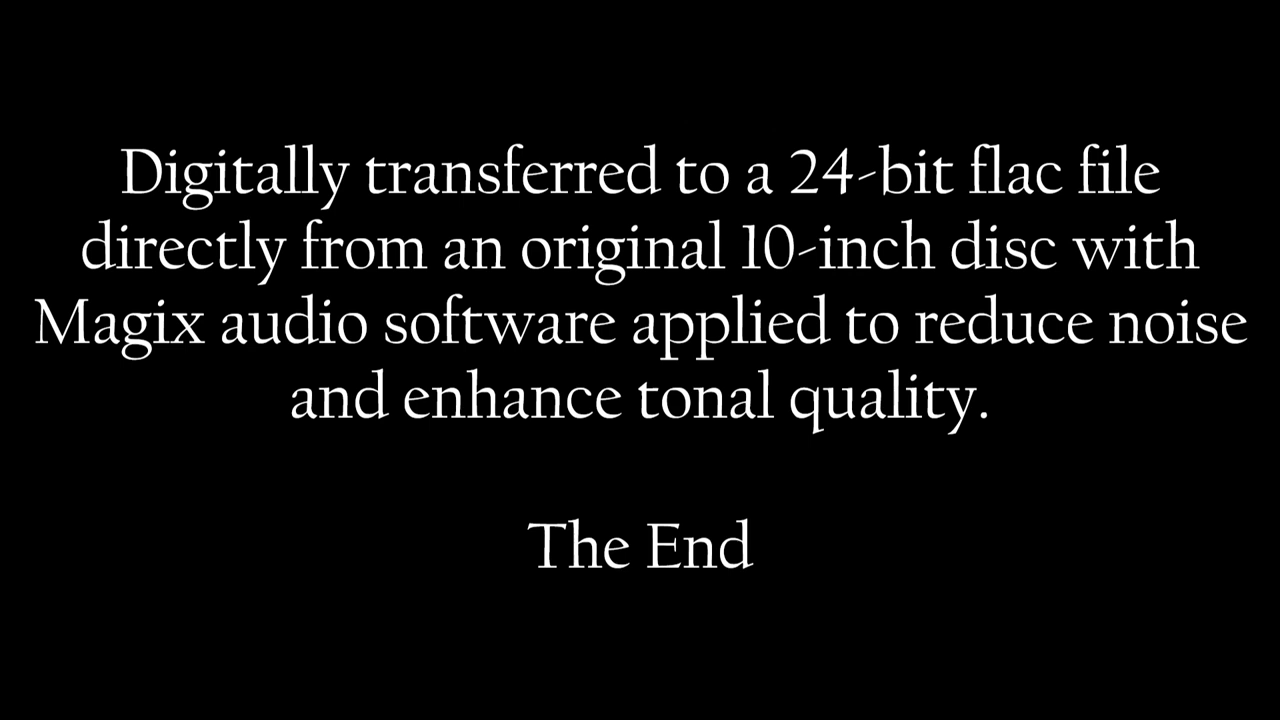 Digitally transferred to a 24-bit flac file
directly from an original 10-inch disc with
Magix audio software applied to reduce noise
and enhance tonal quality.
The End